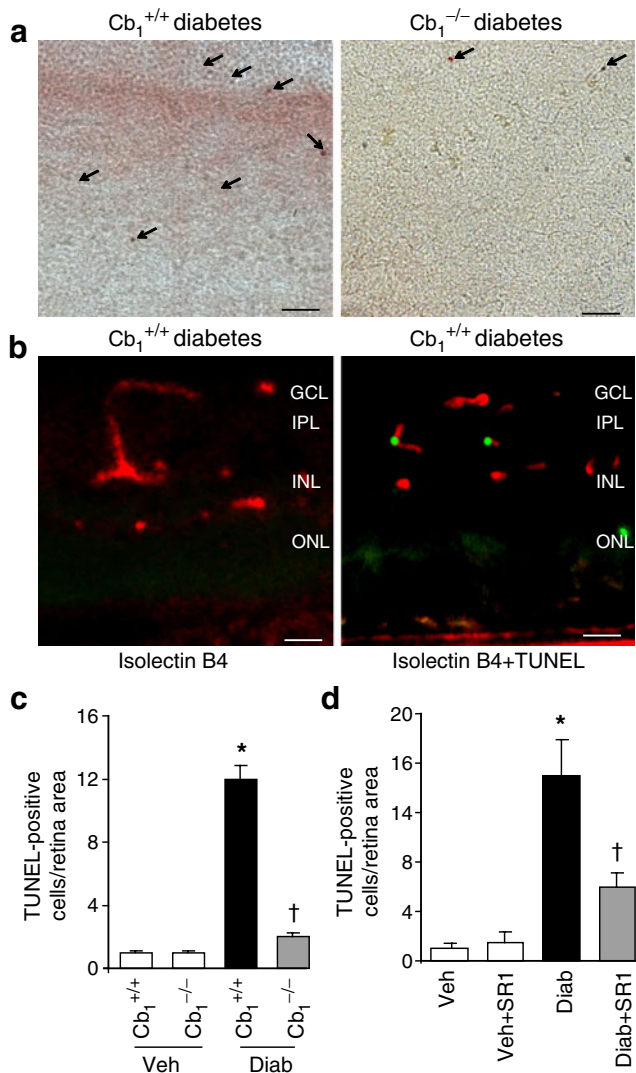 a
Cb1+/+ diabetes
Cb1−/− diabetes
b
Cb1+/+ diabetes
Cb1+/+ diabetes
GCL
IPL
INL
ONL
GCL
IPL
INL
ONL
Isolectin B4
Isolectin B4+TUNEL
c
TUNEL-positive
cells/retina area
16
12
8
4
0
*
†
Cb1+/+
Cb1−/−
Cb1+/+
Cb1−/−
Veh
Diab
d
TUNEL-positive
cells/retina area
20
16
14
8
4
0
*
†
Veh
Veh+SR1
Diab
Diab+SR1